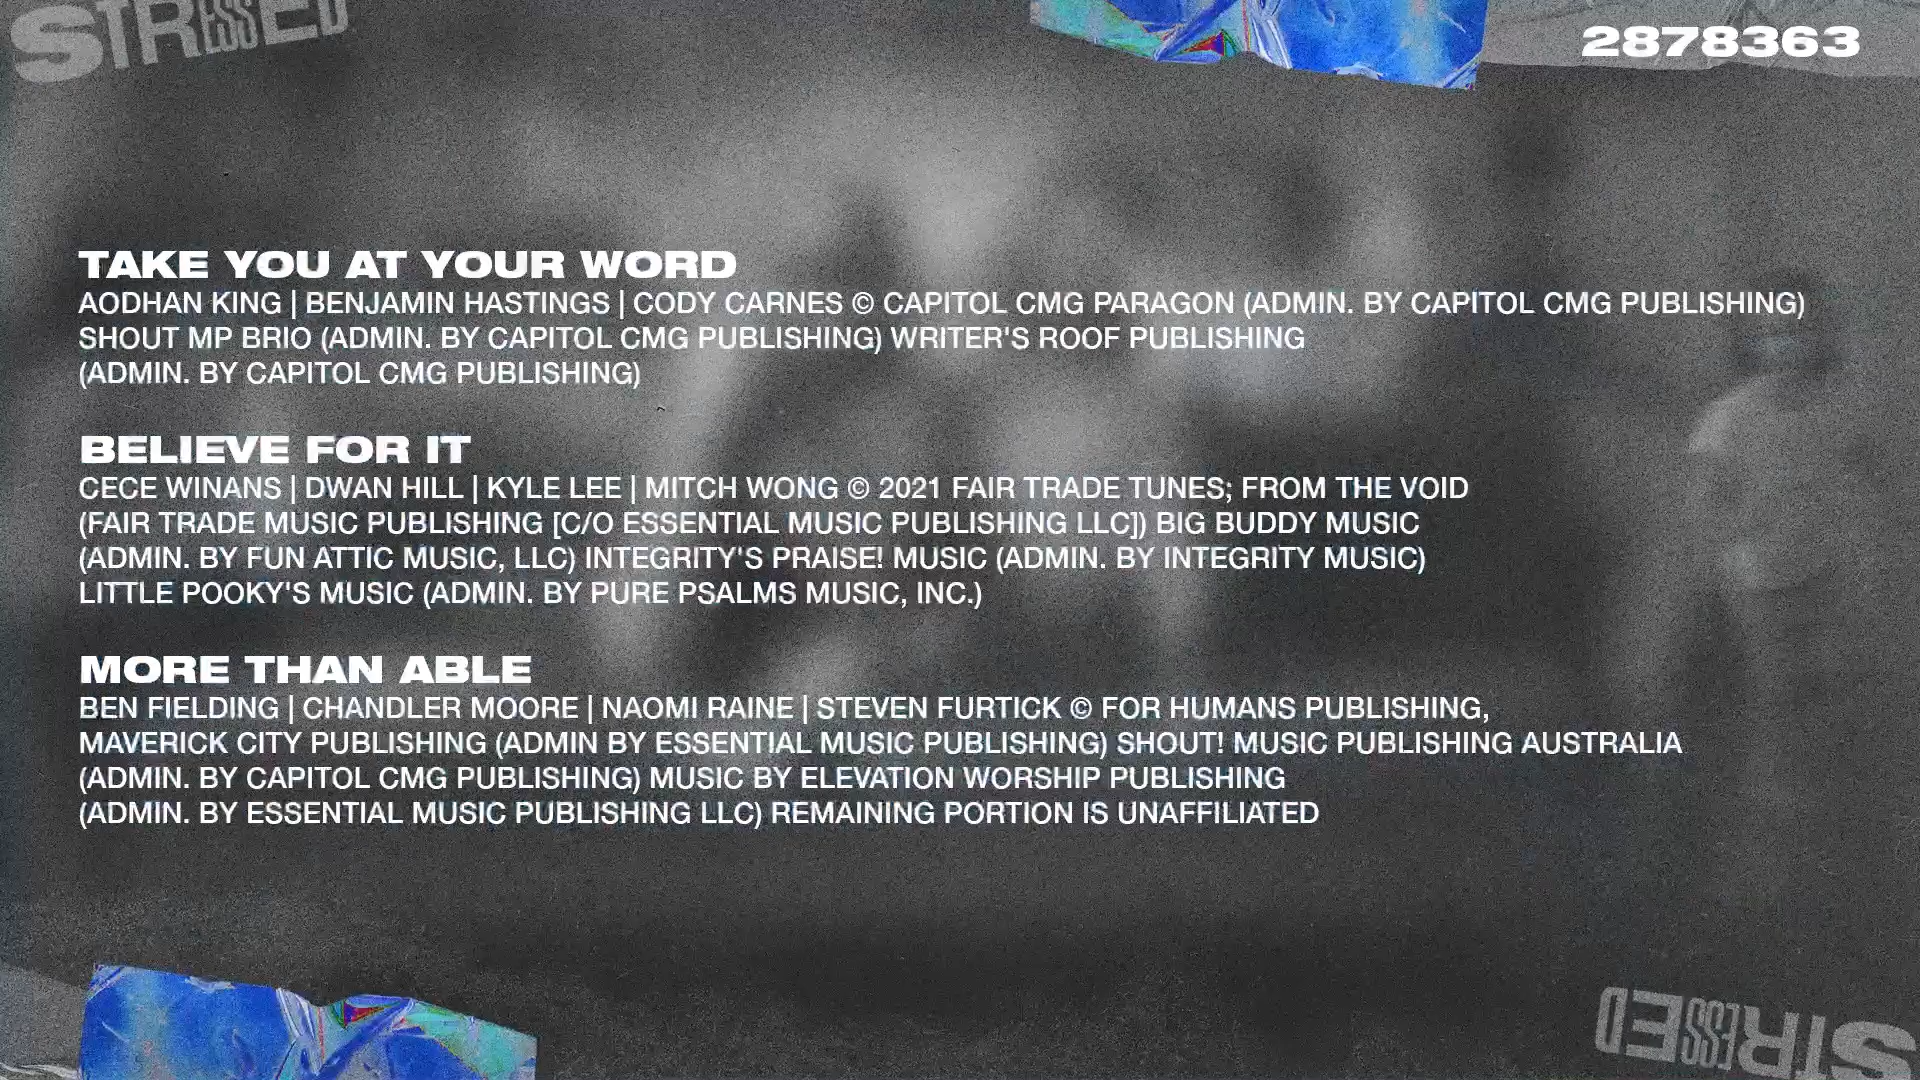 STRESSED
2878363
TAKE YOU AT YOUR WORD
AODHAN KING | BENJAMIN HASTINGS | CODY CARNES © CAPITOL CMG PARAGON (ADMIN. BY CAPITOL CMG PUBLISHING)
SHOUT MP BRIO (ADMIN. BY CAPITOL CMG PUBLISHING) WRITER'S ROOF PUBLISHING
(ADMIN. BY CAPITOL CMG PUBLISHING)
BELIEVE FOR IT
CECE WINANS | DWAN HILL | KYLE LEE | MITCH WONG © 2021 FAIR TRADE TUNES; FROM THE VOID
(FAIR TRADE MUSIC PUBLISHING [C/O ESSENTIAL MUSIC PUBLISHING LLC]) BIG BUDDY MUSIC
(ADMIN. BY FUN ATTIC MUSIC, LLC) INTEGRITY'S PRAISE! MUSIC (ADMIN. BY INTEGRITY MUSIC)
LITTLE POOKY'S MUSIC (ADMIN. BY PURE PSALMS MUSIC, INC.)
MORE THAN ABLE
BEN FIELDING | CHANDLER MOORE | NAOMI RAINE | STEVEN FURTICK © FOR HUMANS PUBLISHING,
MAVERICK CITY PUBLISHING (ADMIN BY ESSENTIAL MUSIC PUBLISHING) SHOUT! MUSIC PUBLISHING AUSTRALIA
(ADMIN. BY CAPITOL CMG PUBLISHING) MUSIC BY ELEVATION WORSHIP PUBLISHING
(ADMIN. BY ESSENTIAL MUSIC PUBLISHING LLC) REMAINING PORTION IS UNAFFILIATED
STRESSED